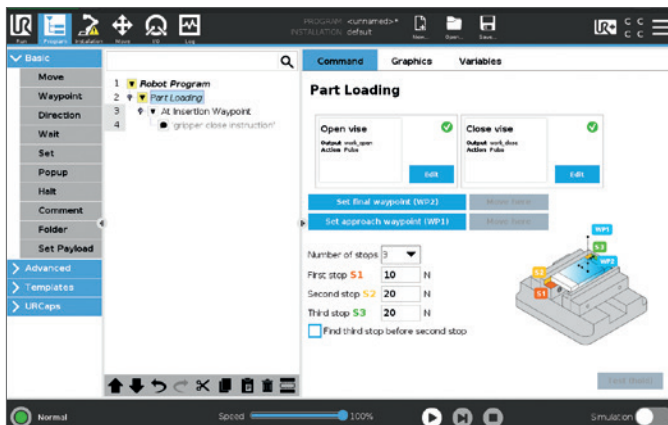 UR
PROGRAM <unnamed>*
INSTALLATION default
UR+
C C
C C
Run Program Installation Move I/O Log New... Open... Save...
Basic
Move
Waypoint
Direction
Wait
Set
Popup
Halt
Comment
Folder
Set Payload
Advanced
Templates
URCaps
1 Robot Program
2 Part Loading
3 At Insertion Waypoint
4 'gripper close instruction'
Command Graphics Variables
Part Loading
Open vise
Output work_open
Action Pulse
Edit
Close vise
Output work_close
Action Pulse
Edit
Set final waypoint (WP2) Move here
Set approach waypoint (WP1) Move here
Number of stops 3
First stop S1 10 N
Second stop S2 20 N
Third stop S3 20 N
Find third stop before second stop
WP1
S3
WP2
S2
S1
Normal
Speed 100%
Simulation